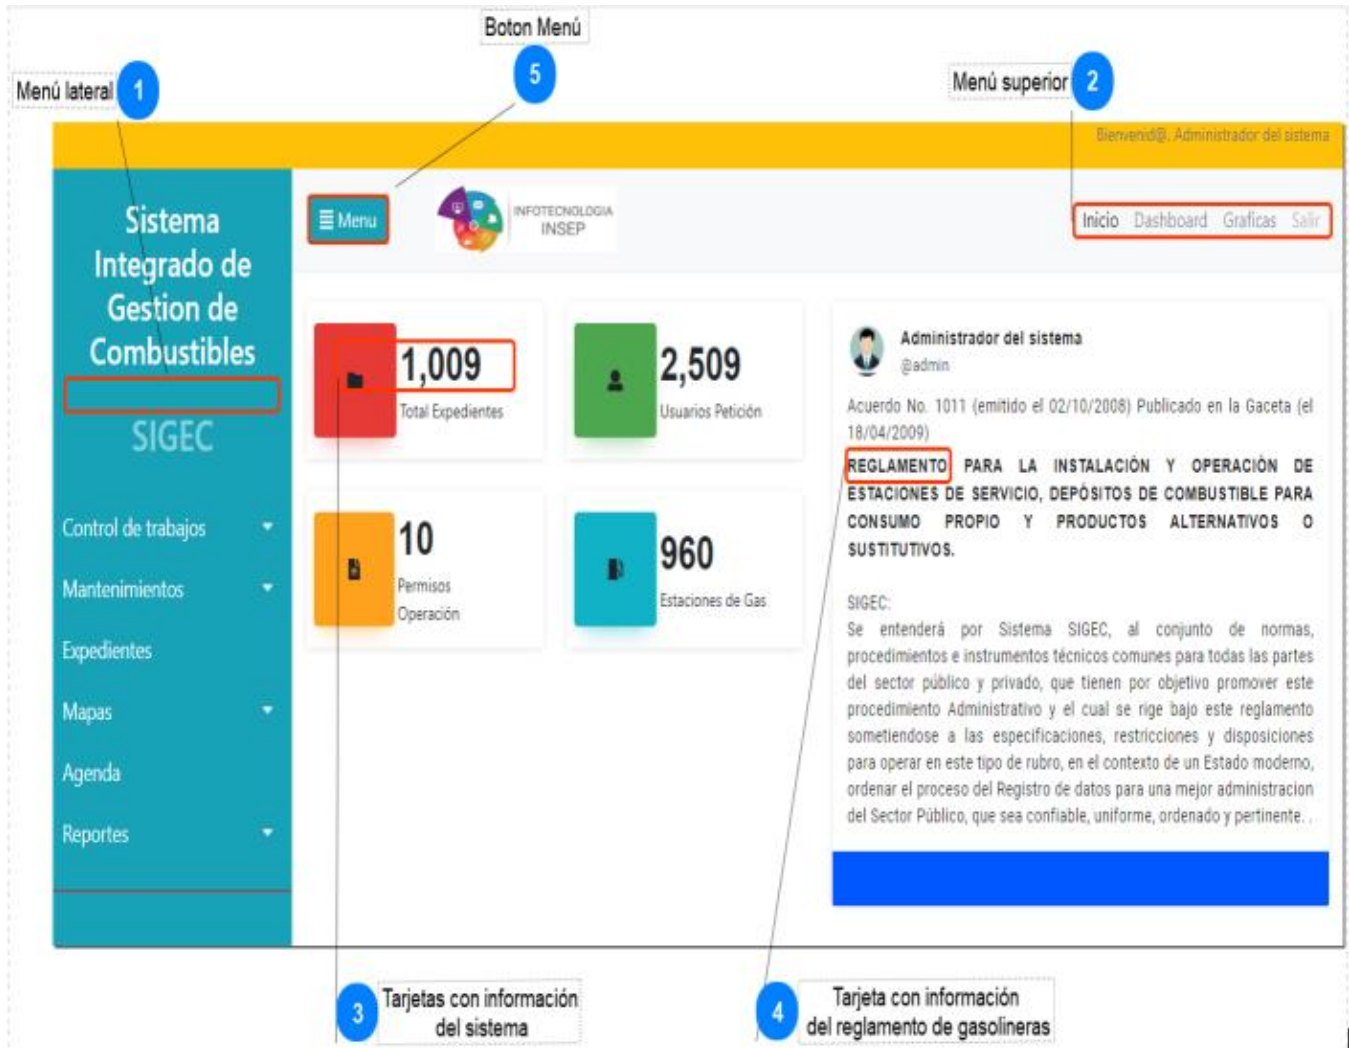 Boton Menú
5
Menú lateral
1
Menú superior
2
Bienvenid@, Administrador del sistema
Sistema
Integrado de
Gestion de
Combustibles
SIGEC
Control de trabajos
Mantenimientos
Expedientes
Mapas
Agenda
Reportes
Menu
INFOTECNOLOGIA
INSEP
Inicio Dashboard Graficas Salir
1,009
Total Expedientes
2,509
Usuarios Petición
10
Permisos
Operación
960
Estaciones de Gas
Administrador del sistema
@admin
Acuerdo No. 1011 (emitido el 02/10/2008) Publicado en la Gaceta (el
18/04/2009)
REGLAMENTO PARA LA INSTALACIÓN Y OPERACIÓN DE
ESTACIONES DE SERVICIO, DEPÓSITOS DE COMBUSTIBLE PARA
CONSUMO PROPIO Y PRODUCTOS ALTERNATIVOS O
SUSTITUTIVOS.
SIGEC:
Se entenderá por Sistema SIGEC, al conjunto de normas,
procedimientos e instrumentos técnicos comunes para todas las partes
del sector público y privado, que tienen por objetivo promover este
procedimiento Administrativo y el cual se rige bajo este reglamento
sometiendose a las especificaciones, restricciones y disposiciones
para operar en este tipo de rubro, en el contexto de un Estado moderno,
ordenar el proceso del Registro de datos para una mejor administracion
del Sector Público, que sea confiable, uniforme, ordenado y pertinente. .
3
Tarjetas con información
del sistema
4
Tarjeta con información
del reglamento de gasolineras